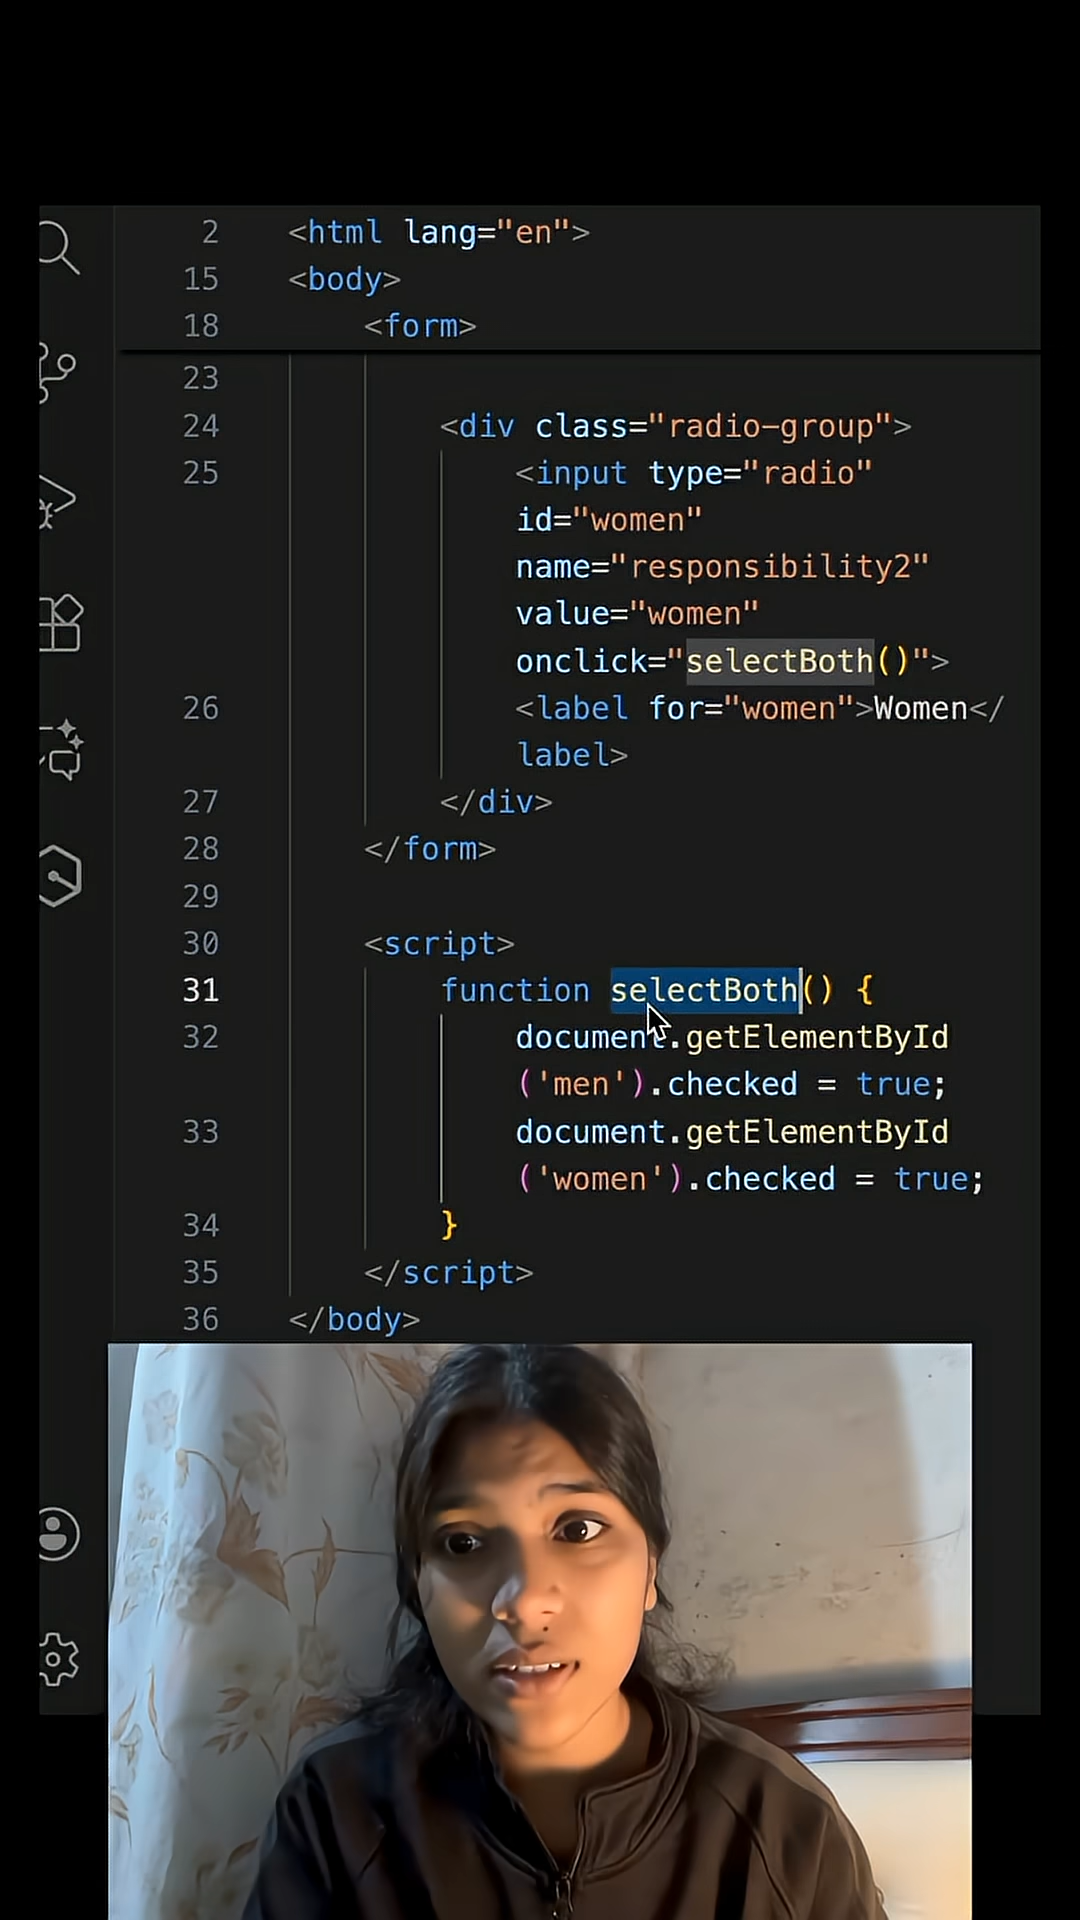 2 <html lang="en">
15 <body>
18 <form>
23
24 <div class="radio-group">
25 <input type="radio"
id="women"
name="responsibility2"
value="women"
onclick="selectBoth()">
26 <label for="women">Women</
label>
27 </div>
28 </form>
29
30 <script>
31 function selectBoth() {
32 document.getElementById
('men').checked = true;
33 document.getElementById
('women').checked = true;
34 }
35 </script>
36 </body>